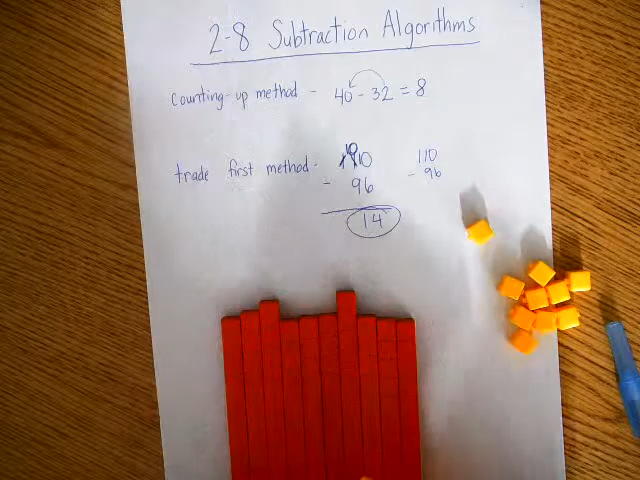 2-8 Subtraction Algorithms
counting-up method - 40 - 32 = 8
trade first method - 110 110
- 96 - 96
14